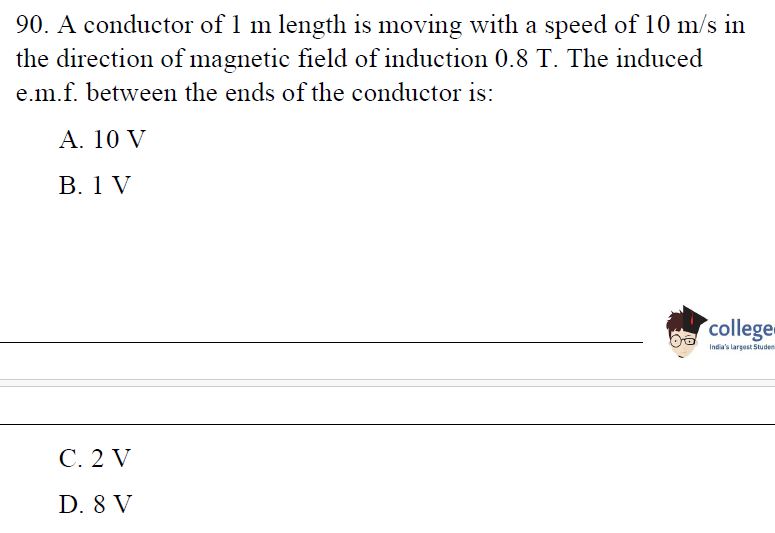 90. A conductor of 1 m length is moving with a speed of 10 m/s in
the direction of magnetic field of induction 0.8 T. The induced
e.m.f. between the ends of the conductor is:
A. 10 V
B. 1 V
college
India's largest Studen
C. 2 V
D. 8 V